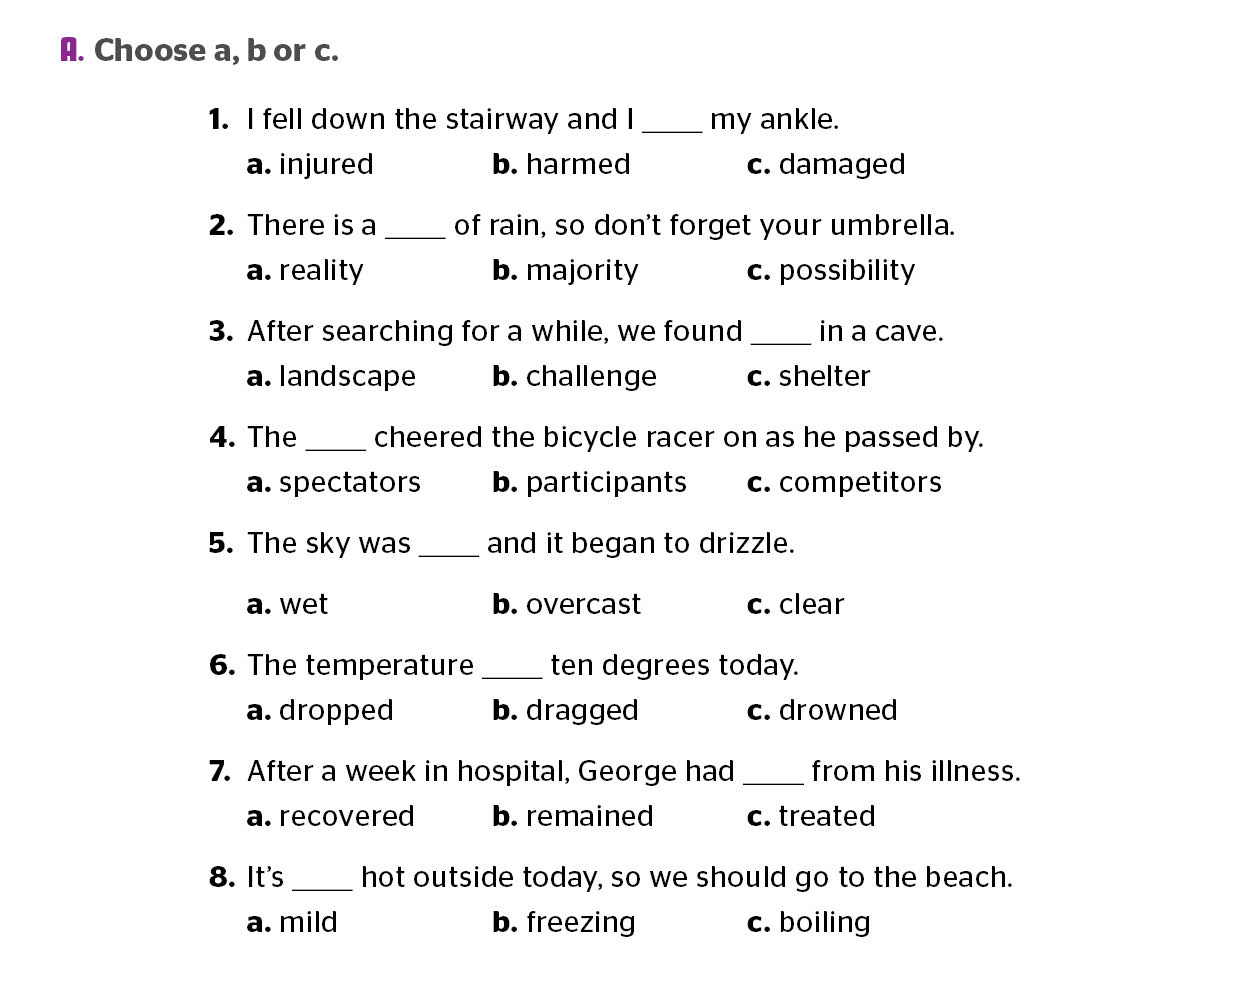 A. Choose a, b or c.
1. I fell down the stairway and I ____ my ankle.
a. injured b. harmed c. damaged
2. There is a ____ of rain, so don't forget your umbrella.
a. reality b. majority c. possibility
3. After searching for a while, we found ____ in a cave.
a. landscape b. challenge c. shelter
4. The ____ cheered the bicycle racer on as he passed by.
a. spectators b. participants c. competitors
5. The sky was ____ and it began to drizzle.
a. wet b. overcast c. clear
6. The temperature ____ ten degrees today.
a. dropped b. dragged c. drowned
7. After a week in hospital, George had ____ from his illness.
a. recovered b. remained c. treated
8. It's ____ hot outside today, so we should go to the beach.
a. mild b. freezing c. boiling